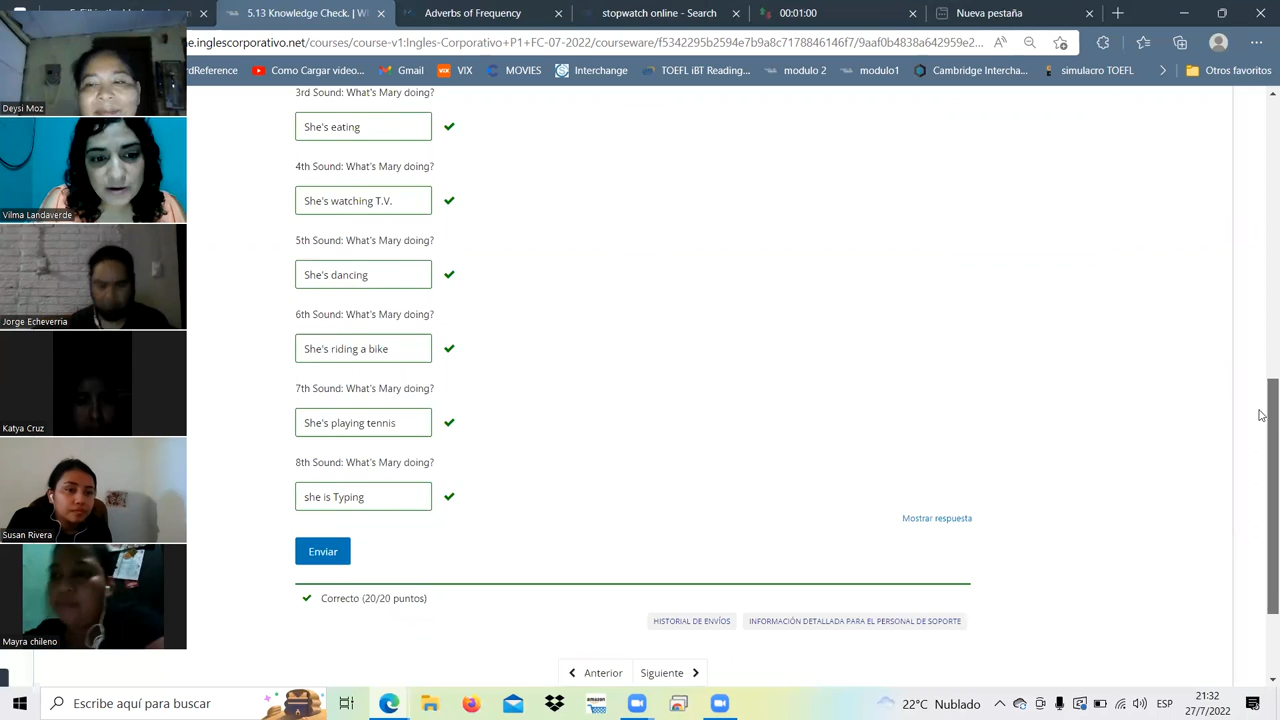 5.13 Knowledge Check
Adverbs of Frequency
stopwatch online - Search
00:01:00
Nueva pestaña
e.inglescorporativo.net/courses/course-v1:Ingles-Corporativo+P1+FC-07-2022/courseware/f5342295b2594e7b9a8c7178846146f7/9aaf0b4838a642959e2...
rdReference
Como Cargar video...
Gmail
VIX
MOVIES
Interchange
TOEFL iBT Reading...
modulo 2
modulo1
Cambridge Intercha...
simulacro TOEFL
Otros favoritos
3rd Sound: What's Mary doing?
She's eating
4th Sound: What's Mary doing?
She's watching T.V.
5th Sound: What's Mary doing?
She's dancing
6th Sound: What's Mary doing?
She's riding a bike
7th Sound: What's Mary doing?
She's playing tennis
8th Sound: What's Mary doing?
she is Typing
Mostrar respuesta
Enviar
Correcto (20/20 puntos)
HISTORIAL DE ENVÍOS
INFORMACIÓN DETALLADA PARA EL PERSONAL DE SOPORTE
Anterior
Siguiente
Deysi Moz
Vilma Landaverde
Jorge Echeverria
Katya Cruz
Susan Rivera
Mayra chileno
Escribe aquí para buscar
amazon
22°C Nublado
ESP
21:32
27/7/2022